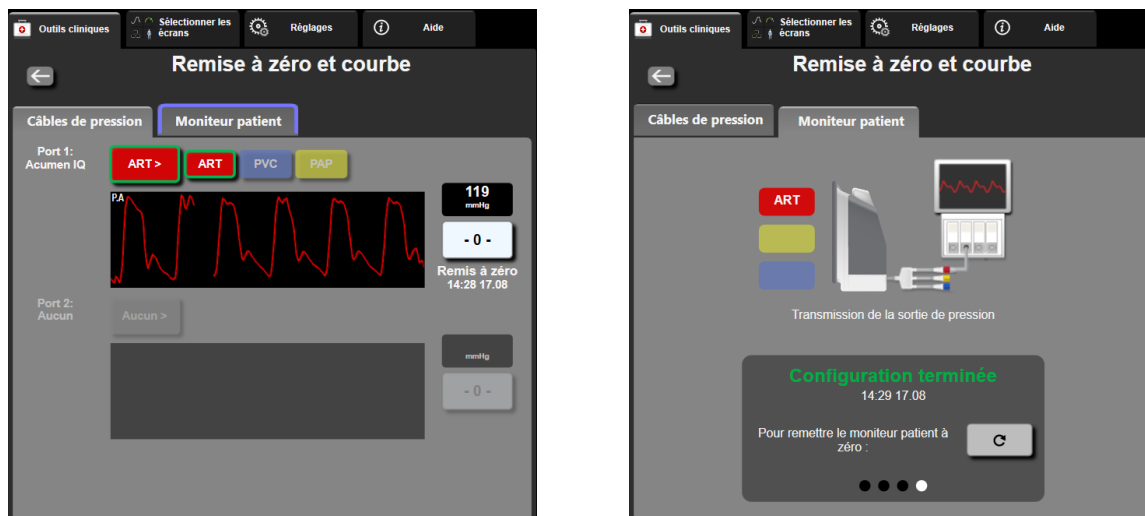 Outils cliniques
Sélectionner les
écrans
Réglages
Aide
Remise à zéro et courbe
Câbles de pression
Moniteur patient
Port 1:
Acumen IQ
ART >
ART
PVC
PAP
P.A
119
mmHg
- 0 -
Remis à zéro
14:28 17.08
Port 2:
Aucun
Aucun >
mmHg
- 0 -
Outils cliniques
Sélectionner les
écrans
Réglages
Aide
Remise à zéro et courbe
Câbles de pression
Moniteur patient
ART
Transmission de la sortie de pression
Configuration terminée
14:29 17.08
Pour remettre le moniteur patient à
zéro :